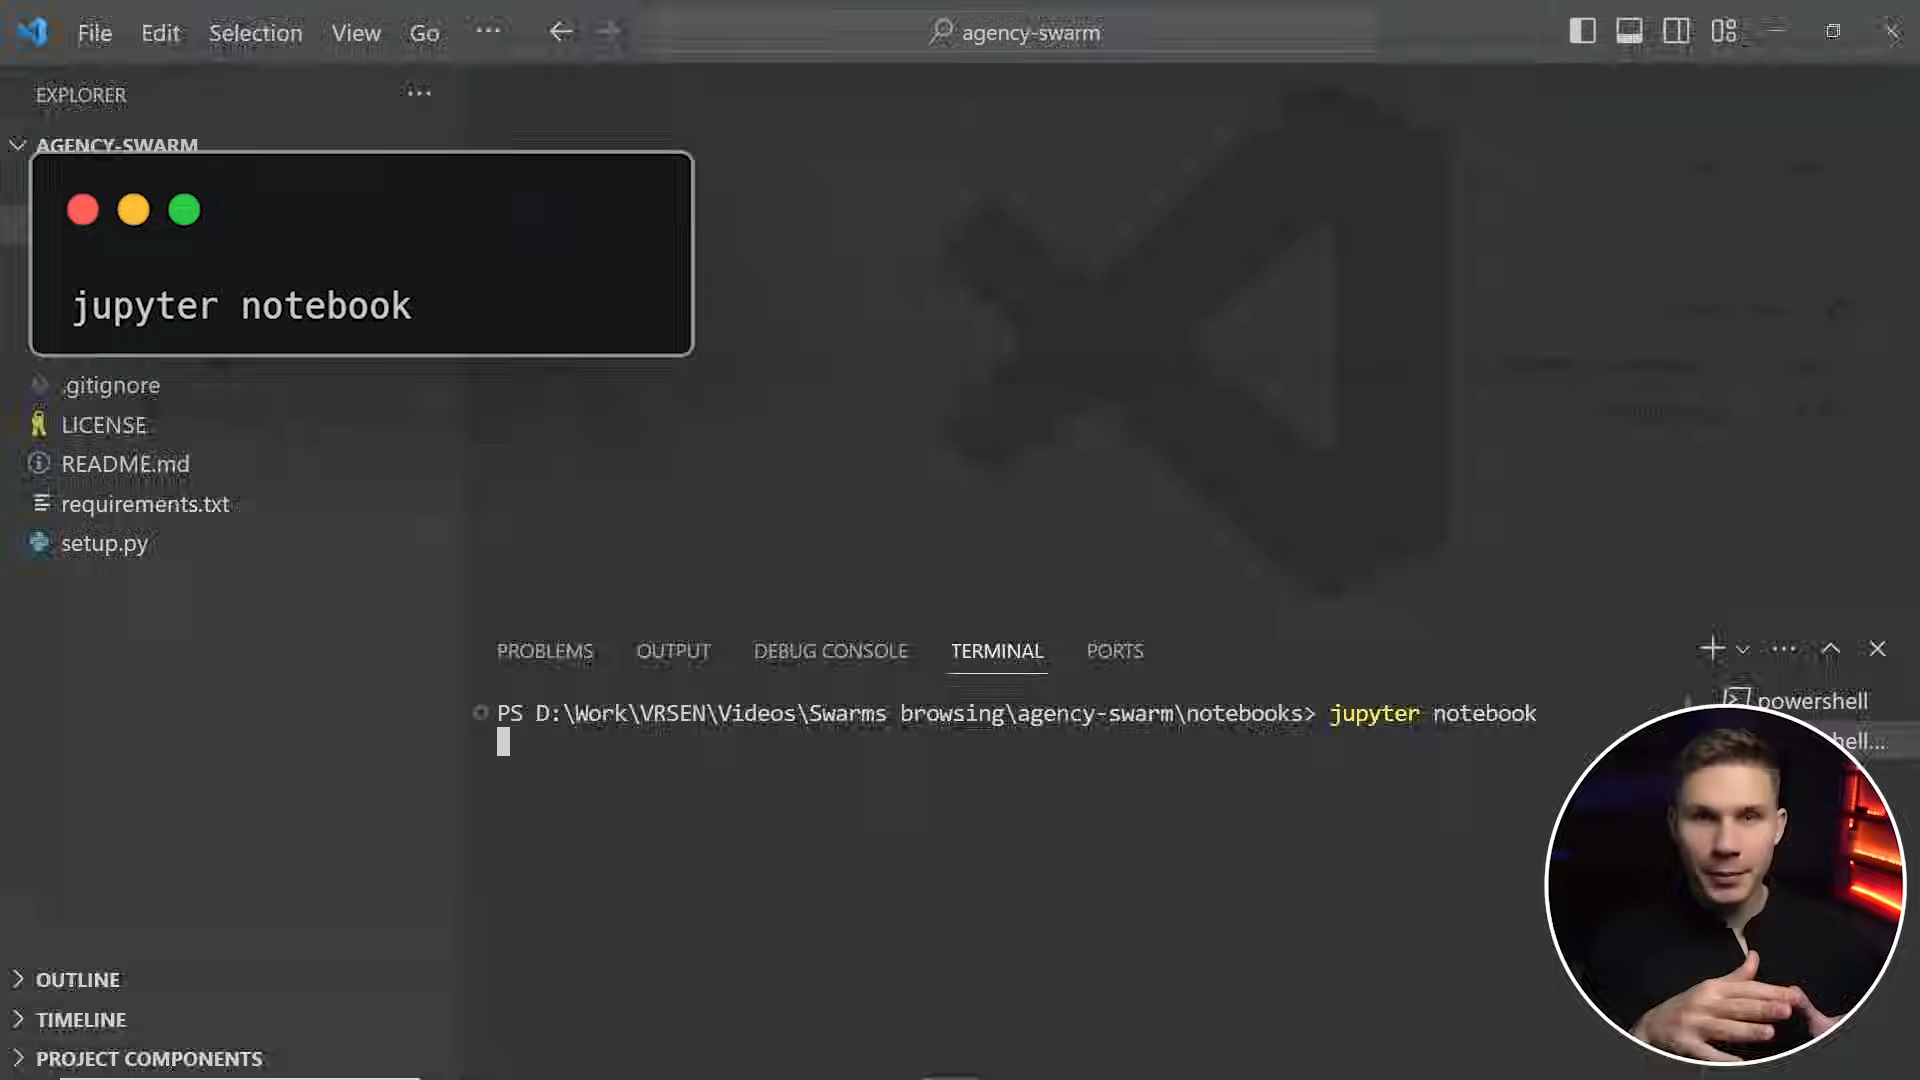 File Edit Selection View Go ...
agency-swarm
EXPLORER
AGENCY-SWARM
jupyter notebook
.gitignore
LICENSE
README.md
requirements.txt
setup.py
PROBLEMS OUTPUT DEBUG CONSOLE TERMINAL PORTS
PS D:\Work\VRSEN\Videos\Swarms browsing\agency-swarm\notebooks> jupyter notebook
powershell
hell...
OUTLINE
TIMELINE
PROJECT COMPONENTS